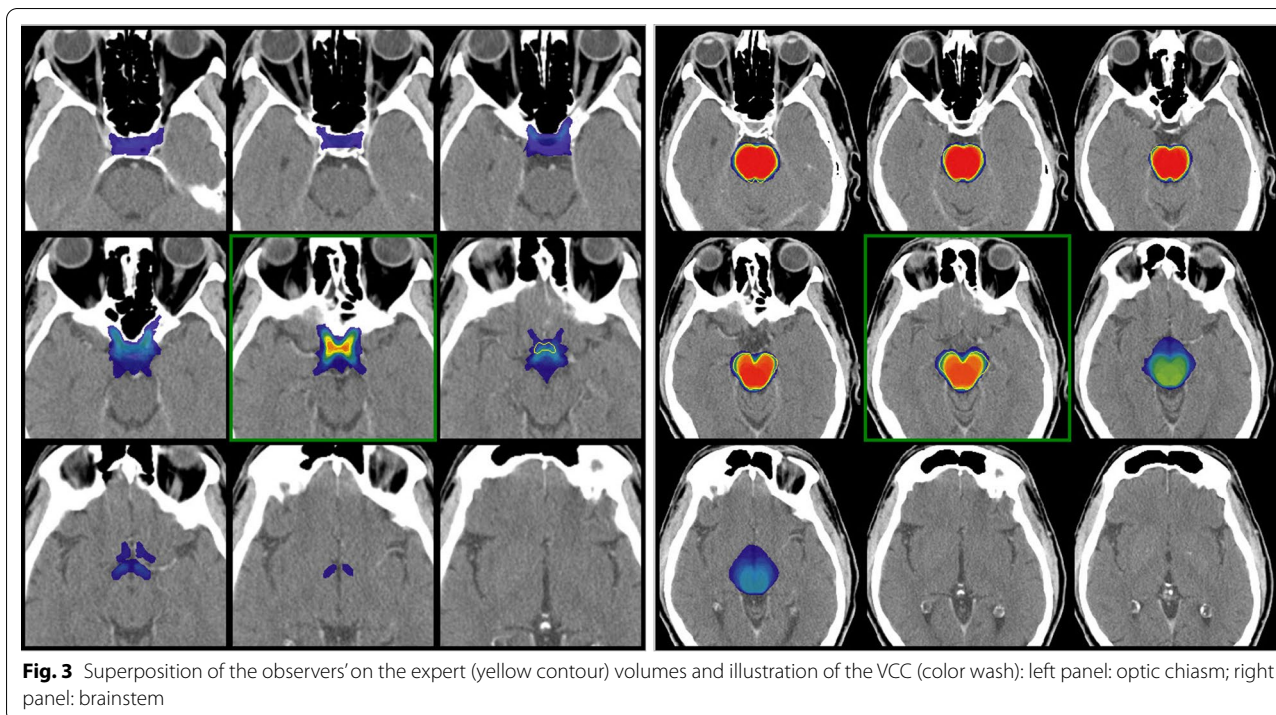 Fig. 3 Superposition of the observers’ on the expert (yellow contour) volumes and illustration of the VCC (color wash): left panel: optic chiasm; right
panel: brainstem